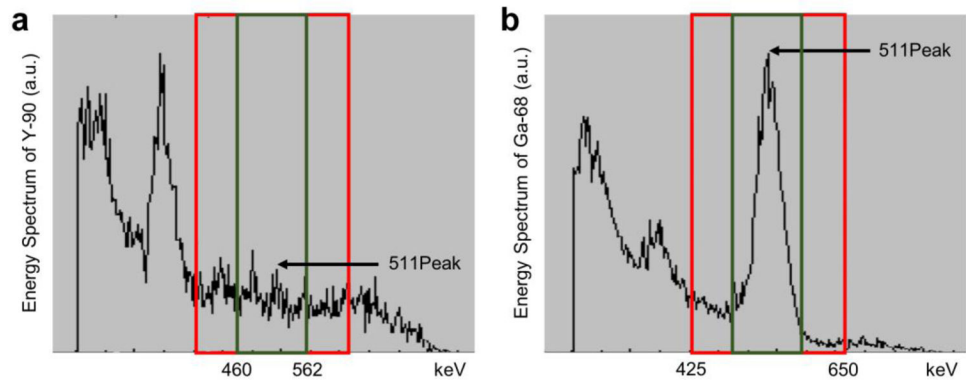 a
Energy Spectrum of Y-90 (a.u.)
511Peak
460 562 keV
b
Energy Spectrum of Ga-68 (a.u.)
511Peak
425 650 keV